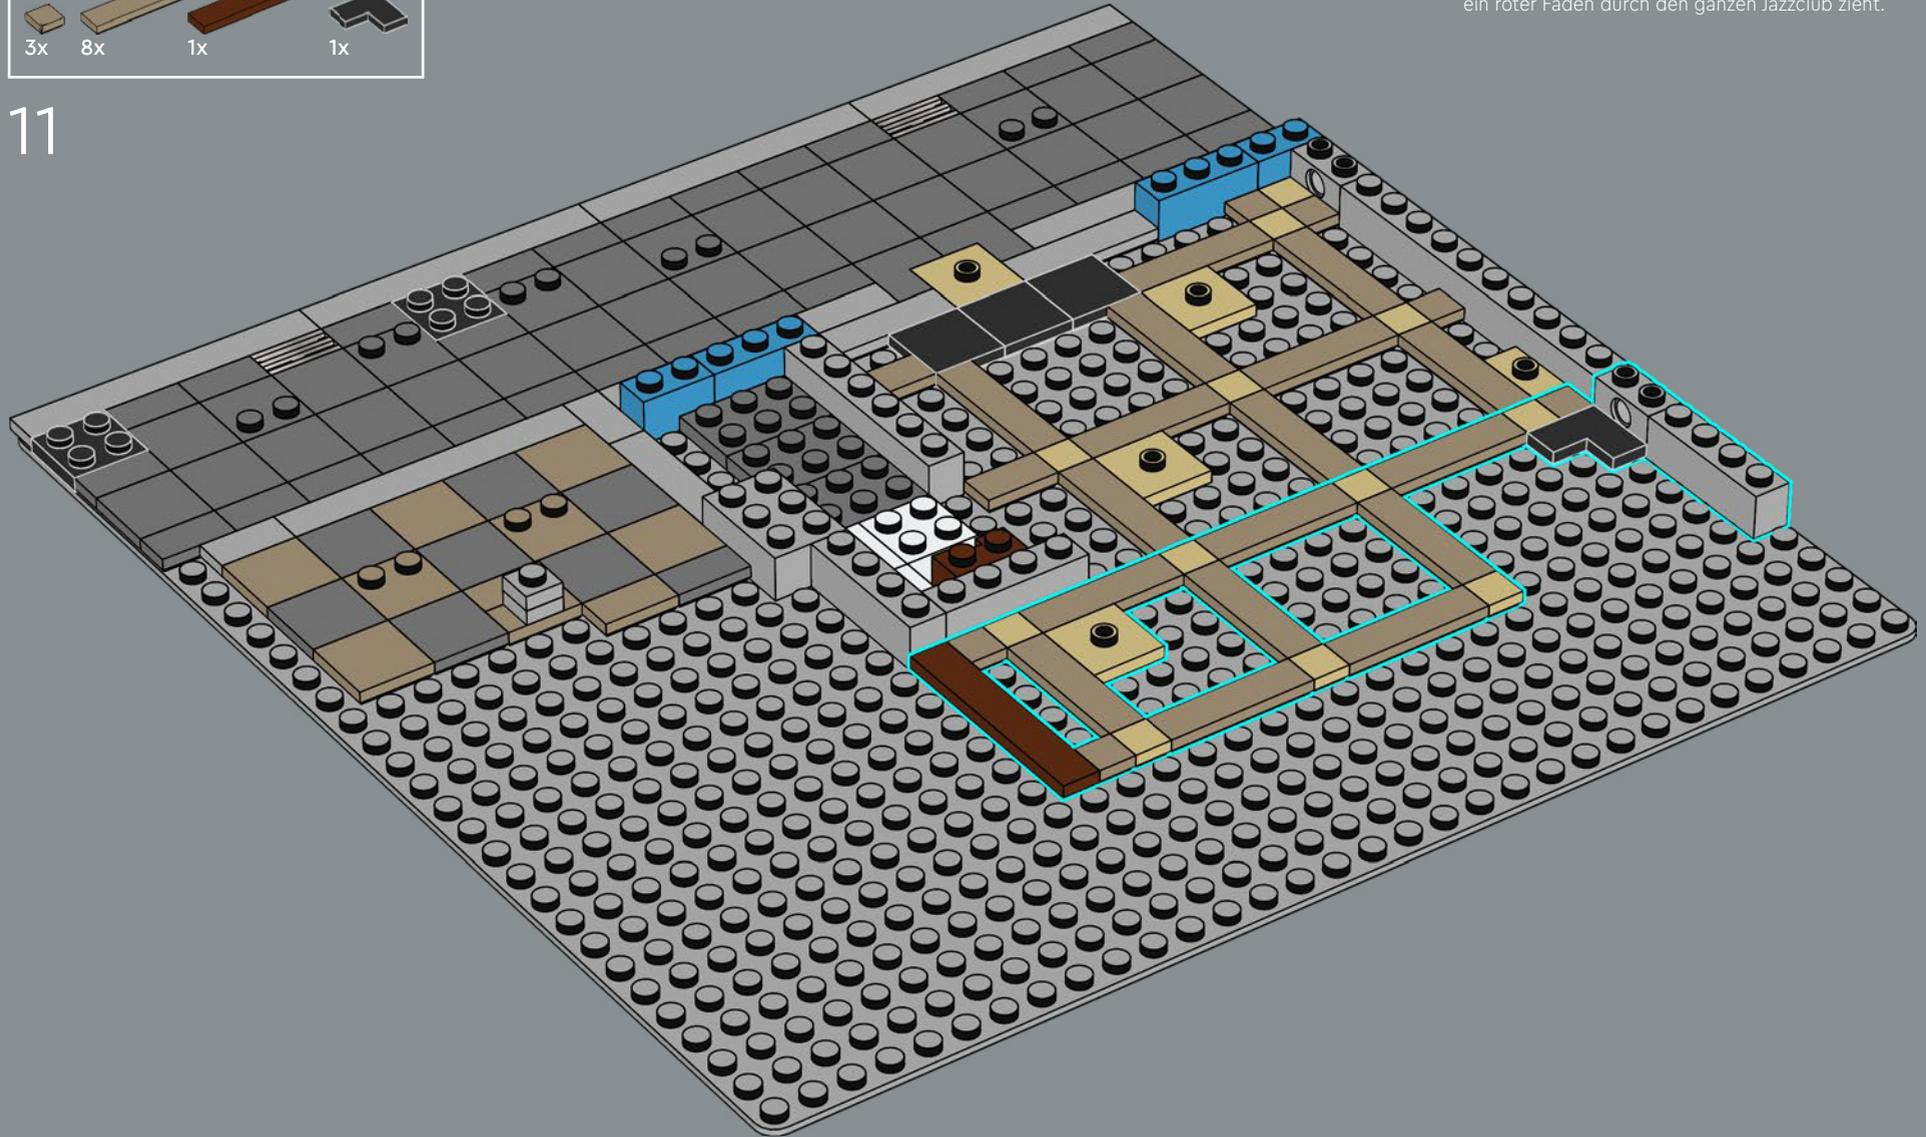 3x 8x 1x 1x
ein roter Faden durch den ganzen Jazzclub zieht.
11